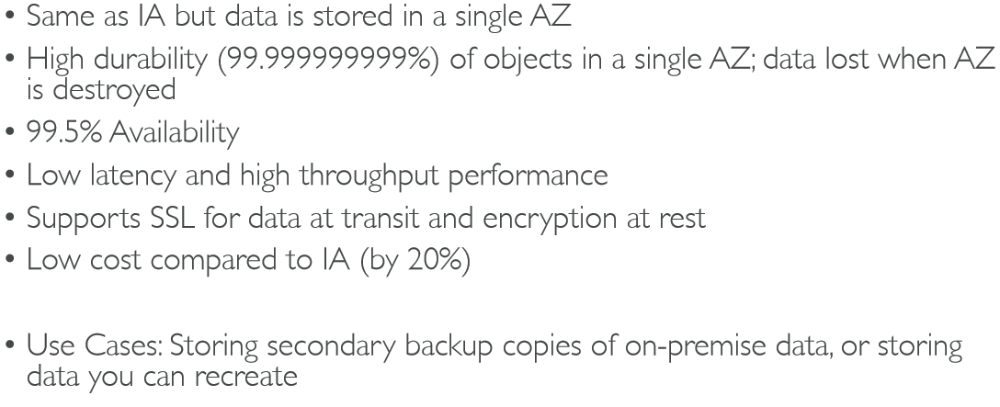 • Same as IA but data is stored in a single AZ
• High durability (99.999999999%) of objects in a single AZ; data lost when AZ
is destroyed
• 99.5% Availability
• Low latency and high throughput performance
• Supports SSL for data at transit and encryption at rest
• Low cost compared to IA (by 20%)
• Use Cases: Storing secondary backup copies of on-premise data, or storing
data you can recreate